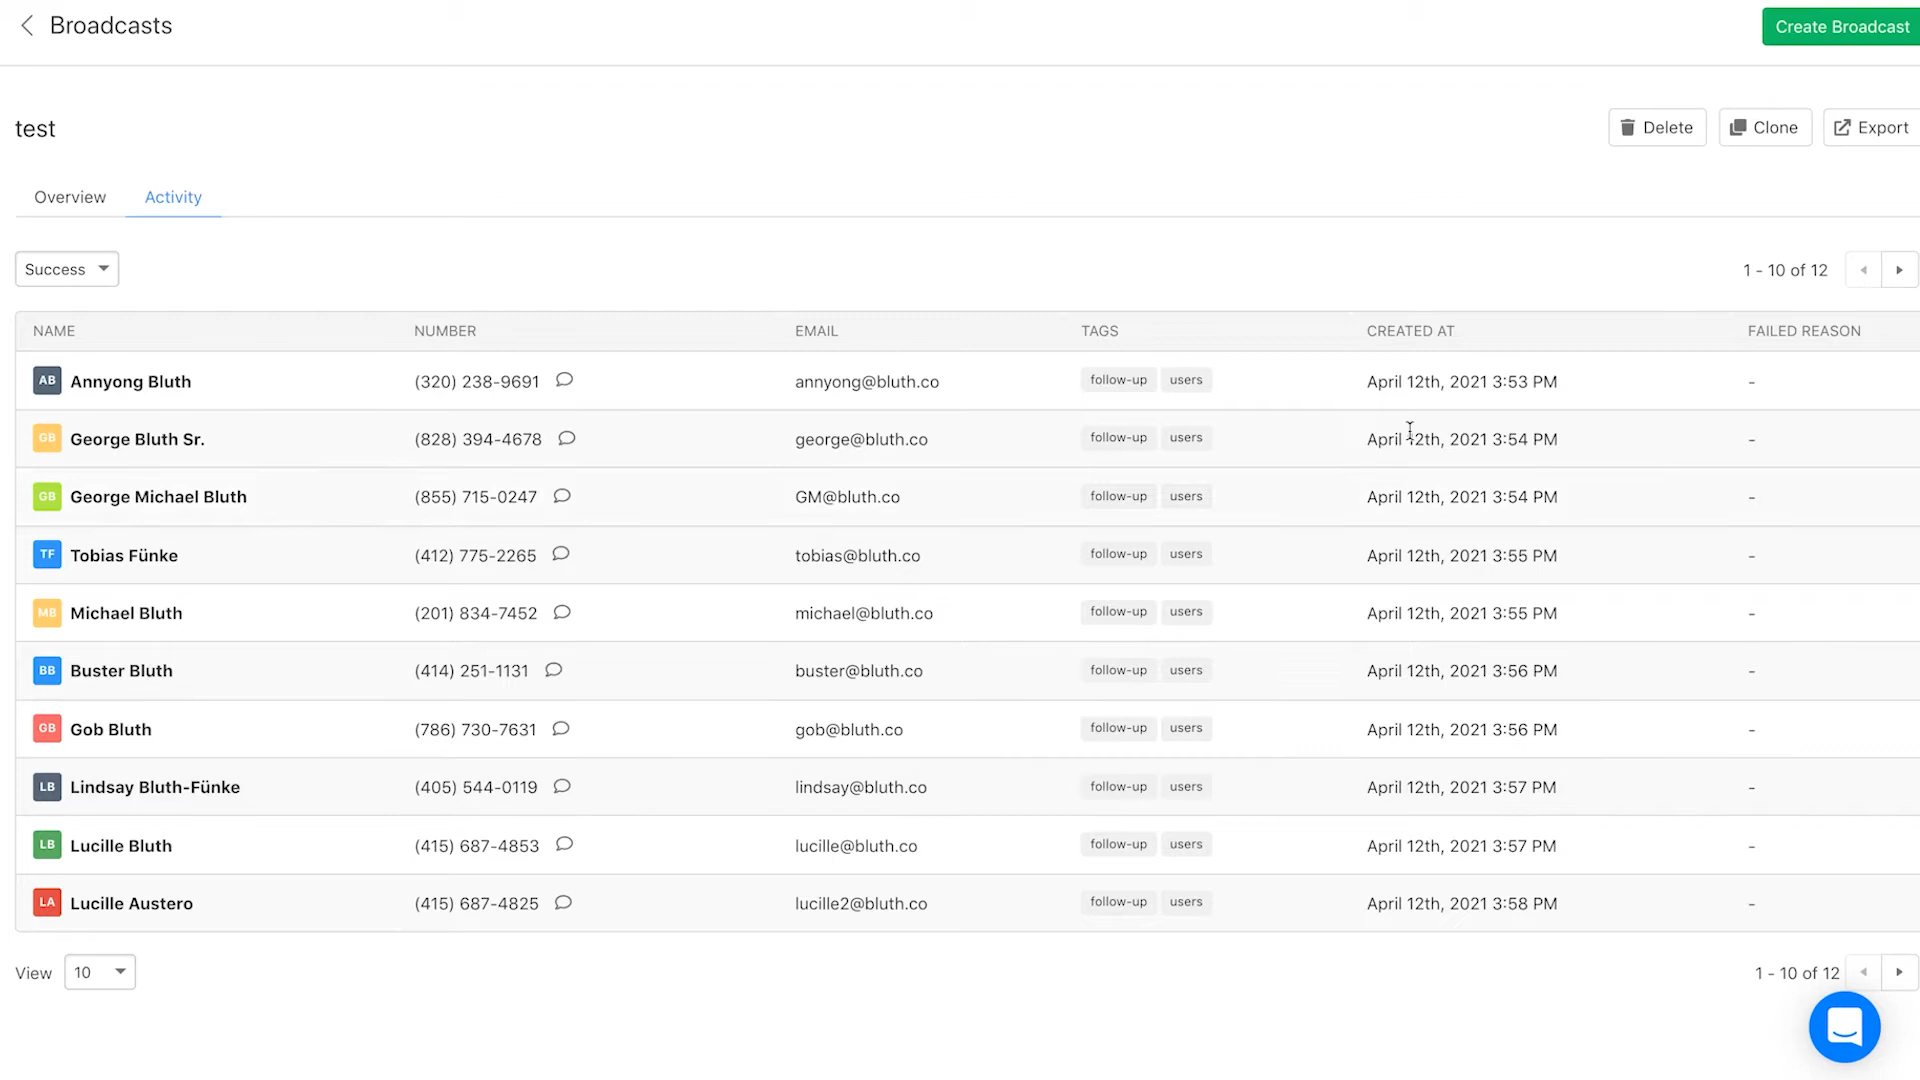 Broadcasts
Create Broadcast
test
Delete Clone Export
Overview Activity
Success
1 - 10 of 12
NAME NUMBER EMAIL TAGS CREATED AT FAILED REASON
AB Annyong Bluth (320) 238-9691 annyong@bluth.co follow-up users April 12th, 2021 3:53 PM -
GB George Bluth Sr. (828) 394-4678 george@bluth.co follow-up users April 12th, 2021 3:54 PM -
GB George Michael Bluth (855) 715-0247 GM@bluth.co follow-up users April 12th, 2021 3:54 PM -
TF Tobias Fünke (412) 775-2265 tobias@bluth.co follow-up users April 12th, 2021 3:55 PM -
MB Michael Bluth (201) 834-7452 michael@bluth.co follow-up users April 12th, 2021 3:55 PM -
BB Buster Bluth (414) 251-1131 buster@bluth.co follow-up users April 12th, 2021 3:56 PM -
GB Gob Bluth (786) 730-7631 gob@bluth.co follow-up users April 12th, 2021 3:56 PM -
LB Lindsay Bluth-Fünke (405) 544-0119 lindsay@bluth.co follow-up users April 12th, 2021 3:57 PM -
LB Lucille Bluth (415) 687-4853 lucille@bluth.co follow-up users April 12th, 2021 3:57 PM -
LA Lucille Austero (415) 687-4825 lucille2@bluth.co follow-up users April 12th, 2021 3:58 PM -
View 10
1 - 10 of 12